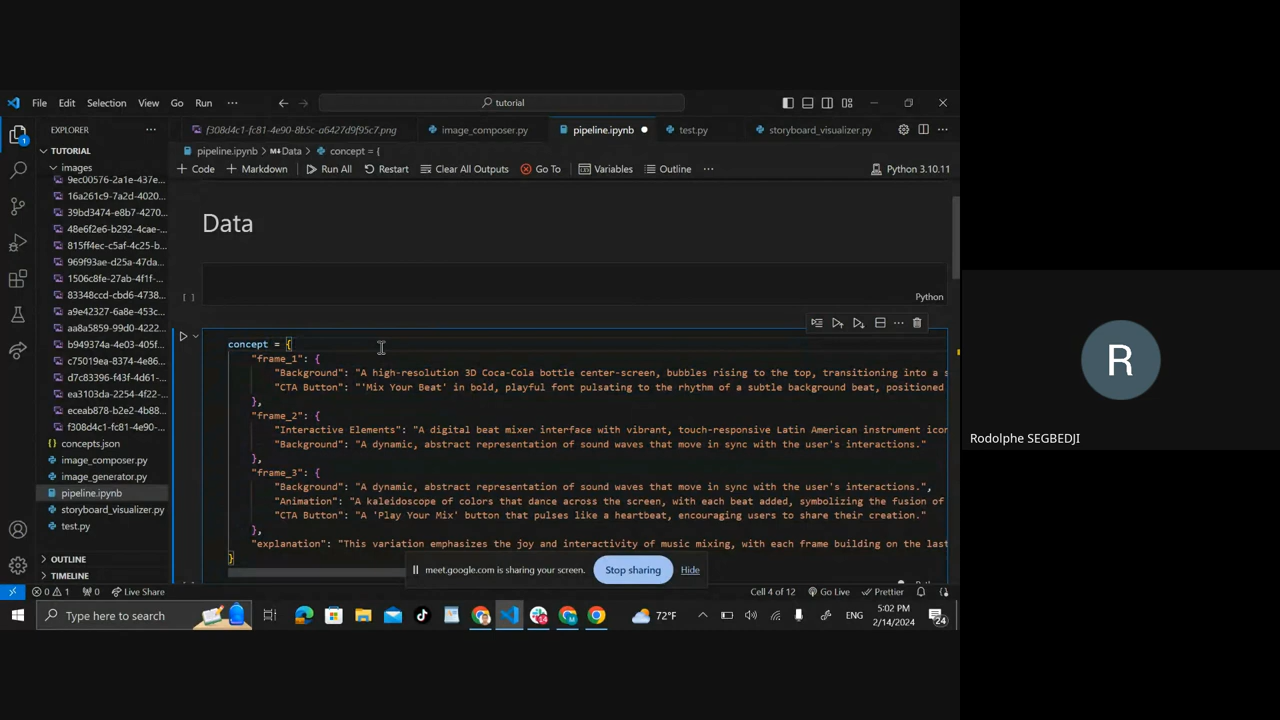 File Edit Selection View Go Run ··· tutorial
EXPLORER
f308d4c1-fc81-4e90-8b5c-a6427d9f95c7.png image_composer.py pipeline.ipynb test.py storyboard_visualizer.py
TUTORIAL
pipeline.ipynb > M↓Data > concept = {
images
+ Code + Markdown Run All Restart Clear All Outputs Go To Variables Outline ··· Python 3.10.11
9ec00576-2a1e-437e...
16a261c9-7a2d-4020...
39bd3474-e8b7-4270...
48e6f2e6-b292-4cae-...
815ff4ec-c5af-4c25-b...
969f93ae-d25a-47da...
1506c8fe-27ab-4f1f-...
83348ccd-cbd6-4738...
a9e42327-6a8e-453c...
aa8a5859-99d0-4222...
b949374a-4e03-405f...
c75019ea-8374-4e86...
d7c83396-f43f-4d61-...
ea3103da-2254-4f22-...
eceab878-b2e2-4b88...
f308d4c1-fc81-4e90-...
concepts.json
image_composer.py
image_generator.py
pipeline.ipynb
storyboard_visualizer.py
test.py
OUTLINE
TIMELINE
Data
[ ] Python
concept = {
"frame_1": {
"Background": "A high-resolution 3D Coca-Cola bottle center-screen, bubbles rising to the top, transitioning into a s
"CTA Button": "'Mix Your Beat' in bold, playful font pulsating to the rhythm of a subtle background beat, positioned
},
"frame_2": {
"Interactive Elements": "A digital beat mixer interface with vibrant, touch-responsive Latin American instrument icon
"Background": "A dynamic, abstract representation of sound waves that move in sync with the user's interactions."
},
"frame_3": {
"Background": "A dynamic, abstract representation of sound waves that move in sync with the user's interactions.",
"Animation": "A kaleidoscope of colors that dance across the screen, with each beat added, symbolizing the fusion of
"CTA Button": "A 'Play Your Mix' button that pulses like a heartbeat, encouraging users to share their creation."
},
"explanation": "This variation emphasizes the joy and interactivity of music mixing, with each frame building on the last
}
meet.google.com is sharing your screen. Stop sharing Hide
0 1 0 Live Share Cell 4 of 12 Go Live Prettier
Type here to search 72°F ENG 5:02 PM
2/14/2024 24
R
Rodolphe SEGBEDJI